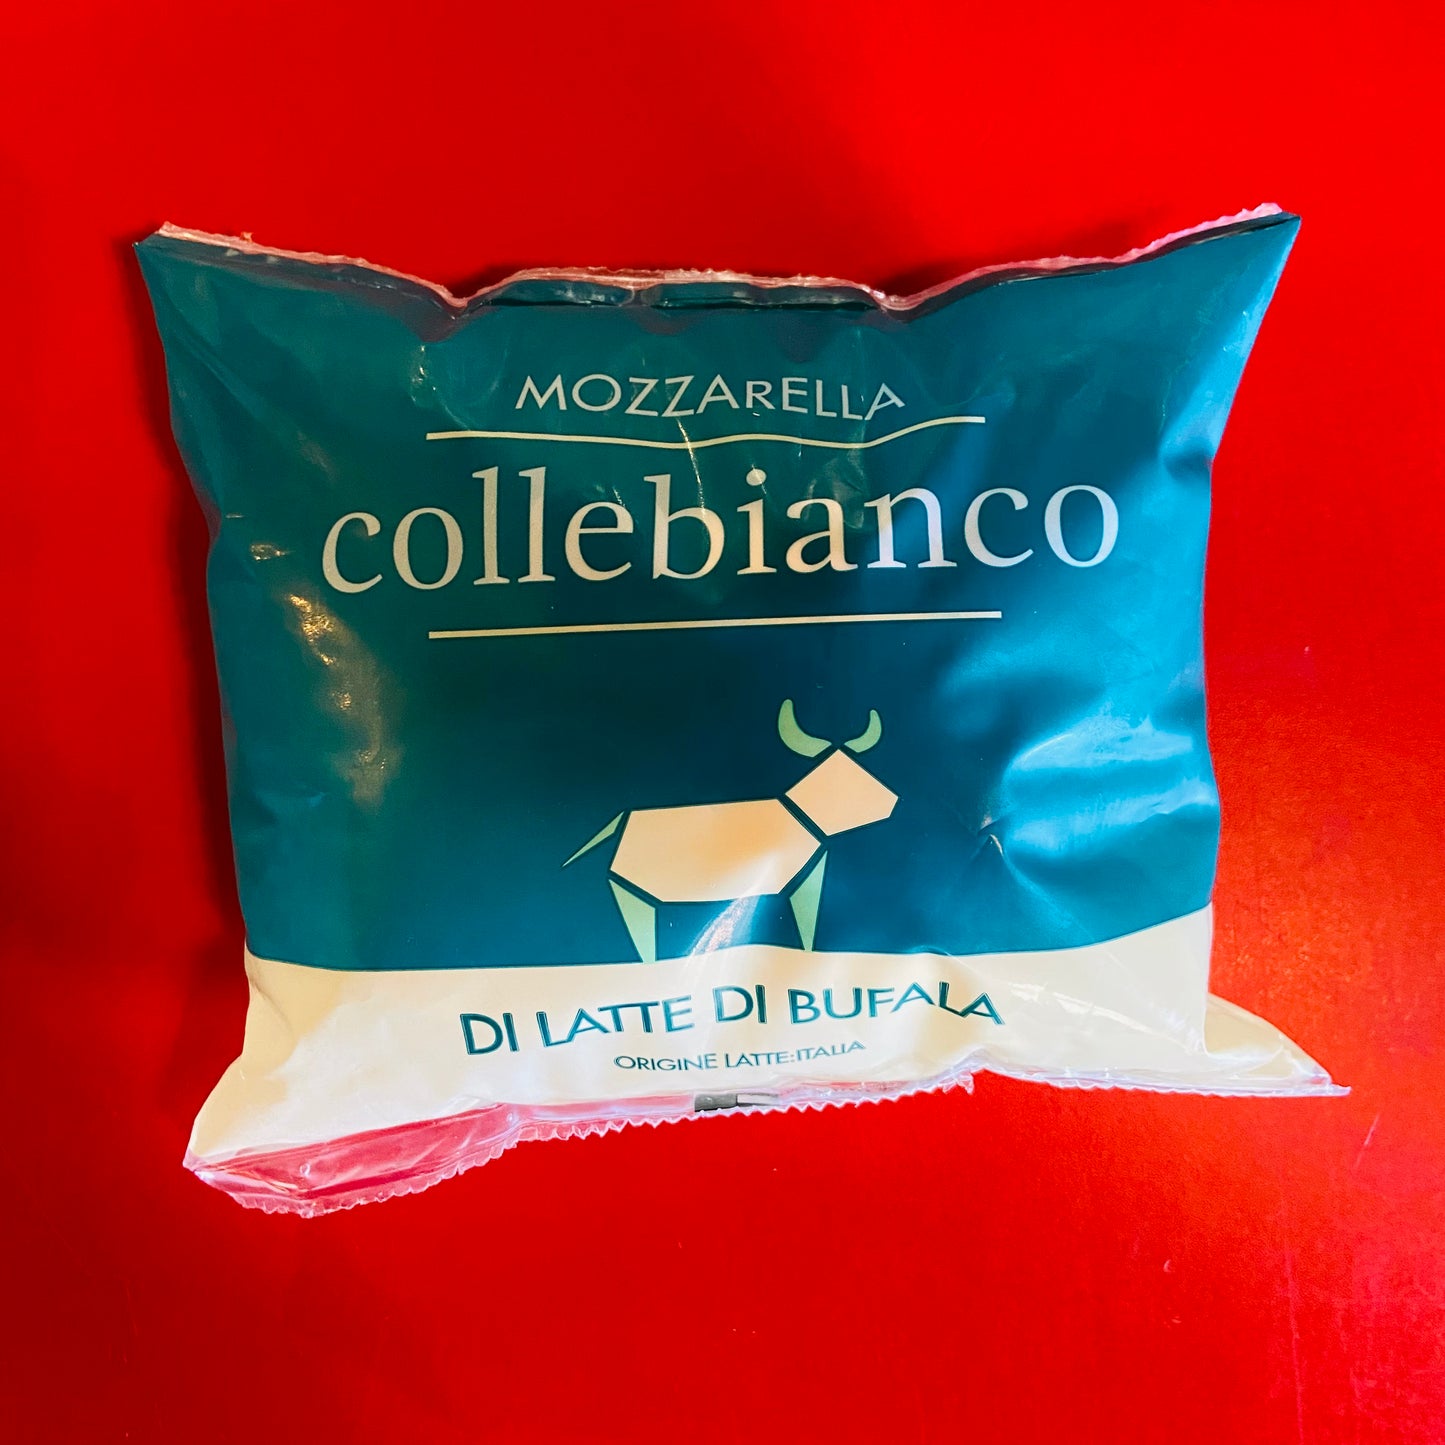 MOZZARELLA
collebianco
DI LATTE DI BUFALA
ORIGINE LATTE:ITALIA